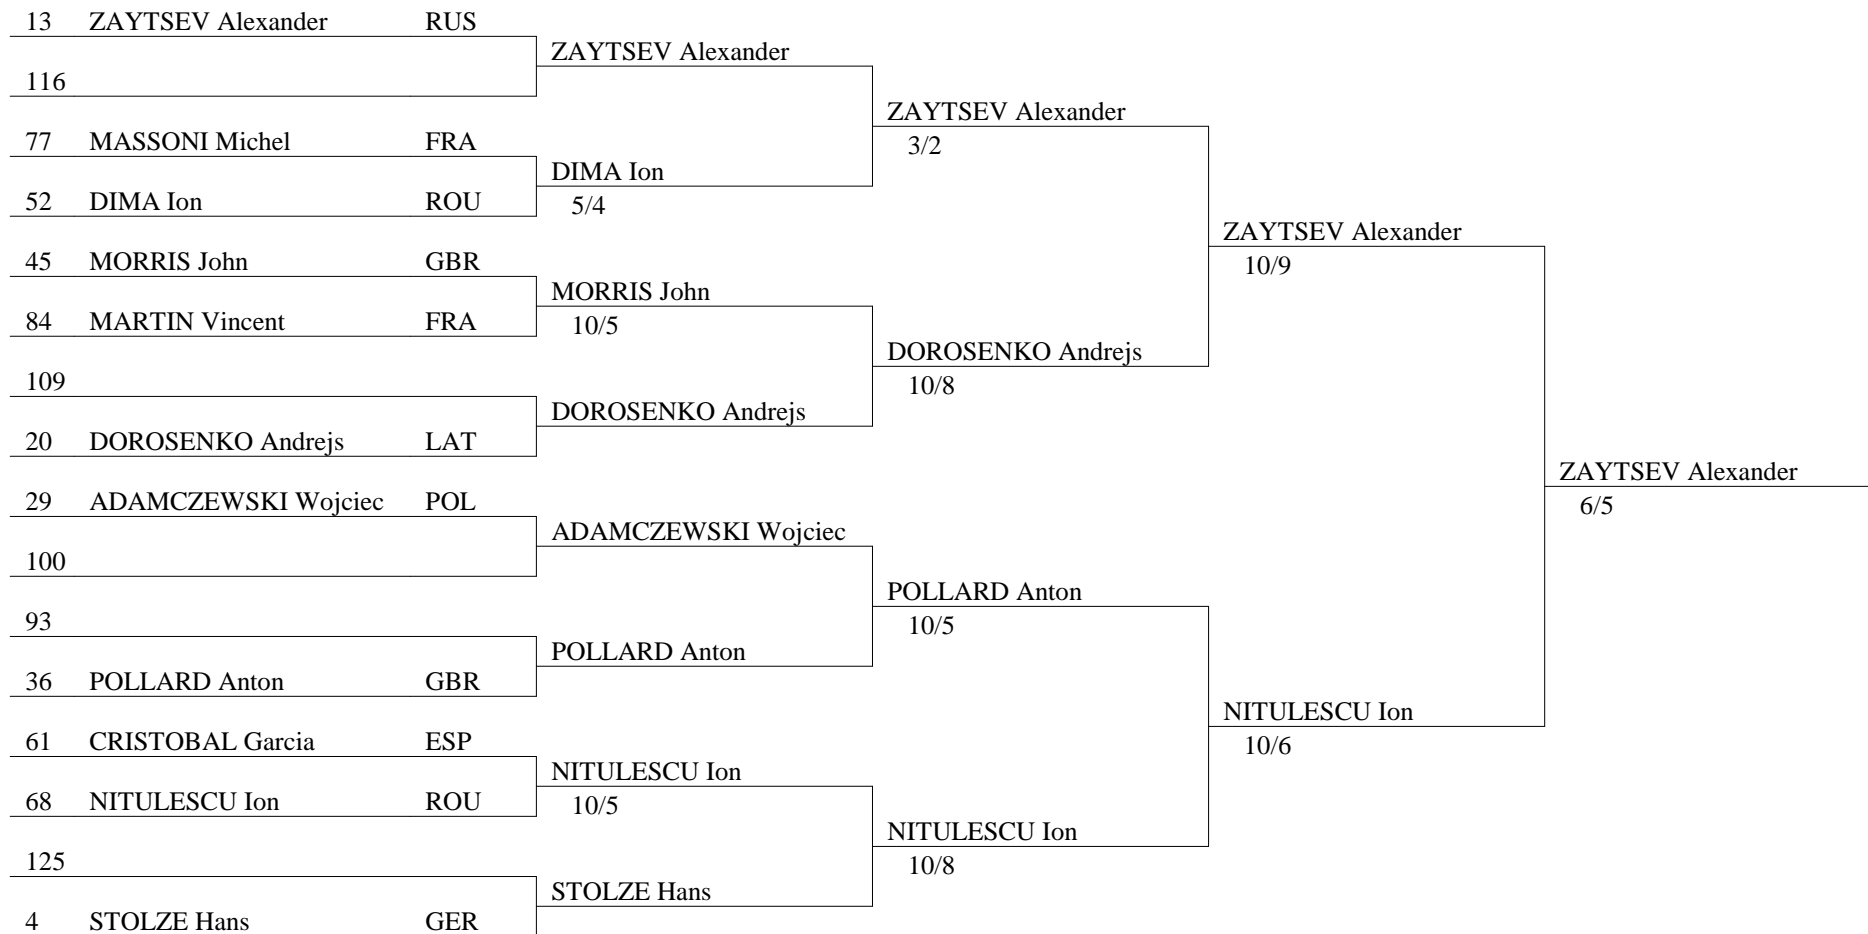 13 ZAYTSEV Alexander RUS
ZAYTSEV Alexander
116
ZAYTSEV Alexander
3/2
77 MASSONI Michel FRA
DIMA Ion
5/4
52 DIMA Ion ROU
ZAYTSEV Alexander
10/9
45 MORRIS John GBR
MORRIS John
10/5
84 MARTIN Vincent FRA
DOROSENKO Andrejs
10/8
109
DOROSENKO Andrejs
20 DOROSENKO Andrejs LAT
ZAYTSEV Alexander
6/5
29 ADAMCZEWSKI Wojciec POL
ADAMCZEWSKI Wojciec
100
POLLARD Anton
10/5
93
POLLARD Anton
36 POLLARD Anton GBR
NITULESCU Ion
10/6
61 CRISTOBAL Garcia ESP
NITULESCU Ion
10/5
68 NITULESCU Ion ROU
NITULESCU Ion
10/8
125
STOLZE Hans
4 STOLZE Hans GER